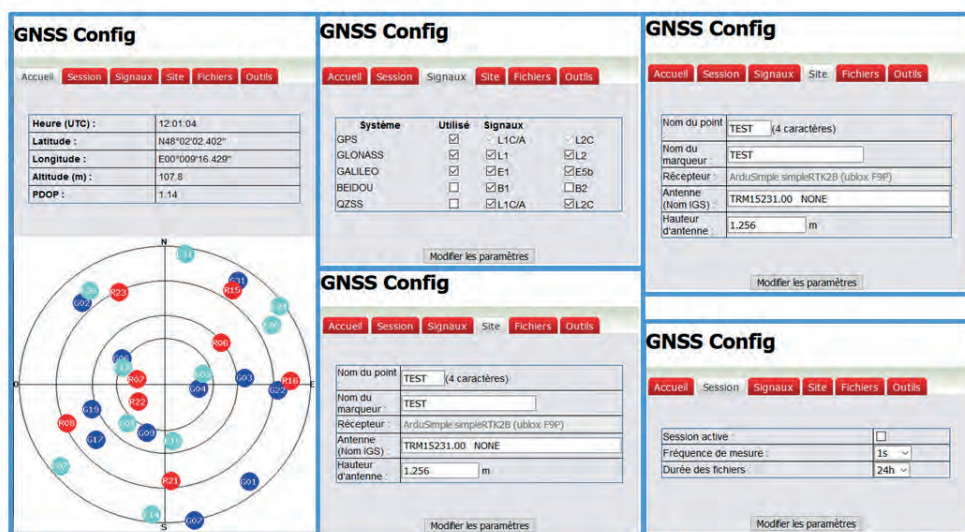 GNSS Config
Accueil Session Signaux Site Fichiers Outils
Heure (UTC) : 12:01:04
Latitude : N48°02'02.402"
Longitude : E00°009'16.429"
Altitude (m) : 107.8
PDOP : 1.14
N
G31
R15
R23
G02
R06
G03
R16
G22
R07
G04
R22
G19
R08
G17
G09
R21
G01
S
G07
GNSS Config
Accueil Session Signaux Site Fichiers Outils
Système Utilisé Signaux
GPS L1C/A L2C
GLONASS L1 L2
GALILEO E1 E5b
BEIDOU B1 B2
QZSS L1C/A L2C
Modifier les paramètres
GNSS Config
Accueil Session Signaux Site Fichiers Outils
Nom du point : TEST (4 caractères)
Nom du
marqueur : TEST
Récepteur : ArduSimple simpleRTK2B (ublox F9P)
Antenne
(Nom IGS) : TRM15231.00 NONE
Hauteur
d'antenne : 1.256 m
Modifier les paramètres
GNSS Config
Accueil Session Signaux Site Fichiers Outils
Nom du point : TEST (4 caractères)
Nom du
marqueur : TEST
Récepteur : ArduSimple simpleRTK2B (ublox F9P)
Antenne
(Nom IGS) : TRM15231.00 NONE
Hauteur
d'antenne : 1.256 m
Modifier les paramètres
GNSS Config
Accueil Session Signaux Site Fichiers Outils
Session active :
Fréquence de mesure : 1s
Durée des fichiers : 24h
Modifier les paramètres